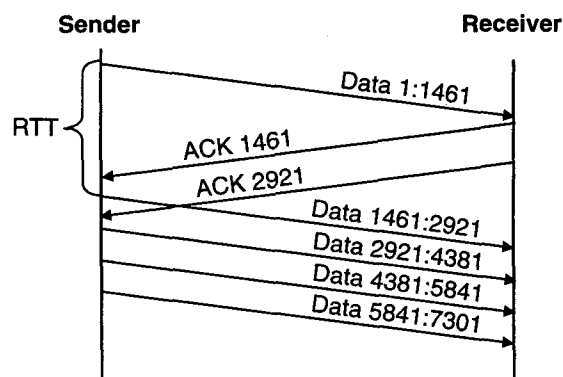 Sender
Receiver
Data 1:1461
RTT
ACK 1461
ACK 2921
Data 1461:2921
Data 2921:4381
Data 4381:5841
Data 5841:7301